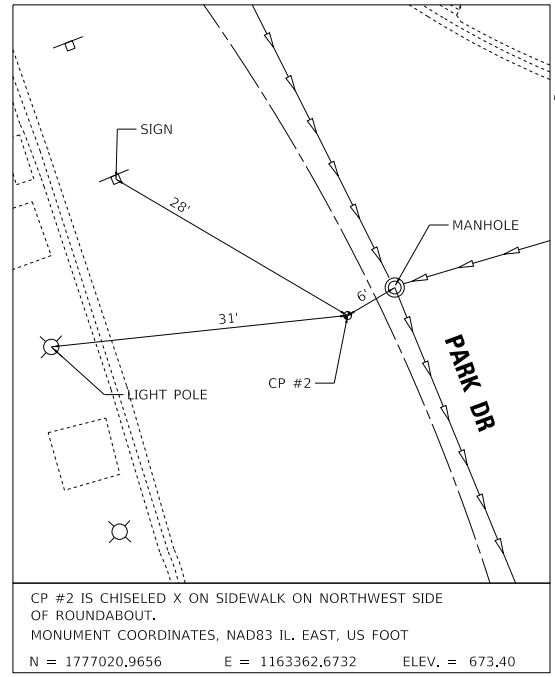 SIGN
28'
MANHOLE
6'
31'
PARK DR
CP #2
LIGHT POLE
CP #2 IS CHISELED X ON SIDEWALK ON NORTHWEST SIDE
OF ROUNDABOUT.
MONUMENT COORDINATES, NAD83 IL. EAST, US FOOT
N = 1777020.9656 E = 1163362.6732 ELEV. = 673.40